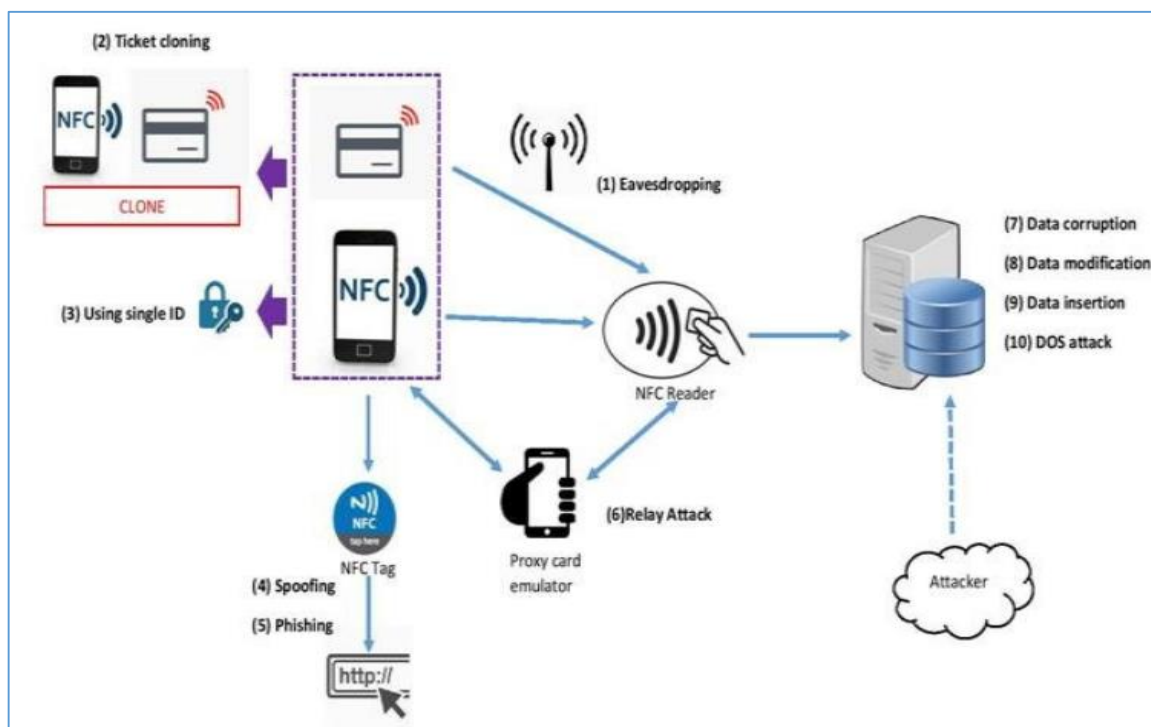 (2) Ticket cloning
NFC
CLONE
(1) Eavesdropping
NFC
(3) Using single ID
NFC Reader
(7) Data corruption
(8) Data modification
(9) Data insertion
(10) DOS attack
N
NFC
tap here
NFC Tag
(4) Spoofing
(5) Phishing
http://
Proxy card
emulator
(6)Relay Attack
Attacker